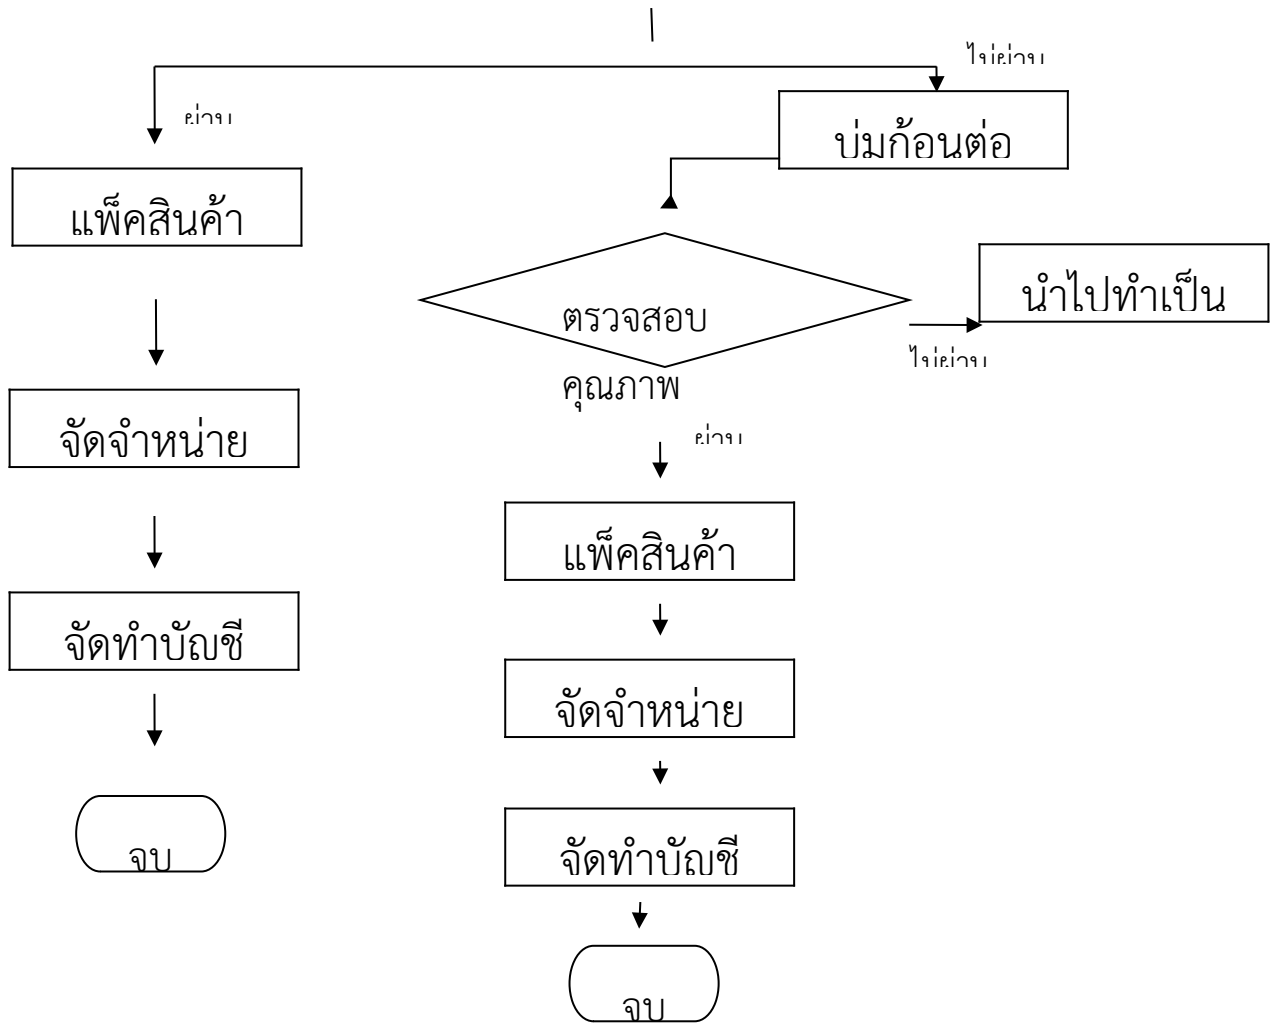 ไม่ผ่าน
ผ่าน
บ่มก้อนต่อ
แพ็คสินค้า
นำไปทำเป็น
ตรวจสอบ
คุณภาพ
ไม่ผ่าน
จัดจำหน่าย
ผ่าน
แพ็คสินค้า
จัดทำบัญชี
จัดจำหน่าย
จบ
จัดทำบัญชี
จบ